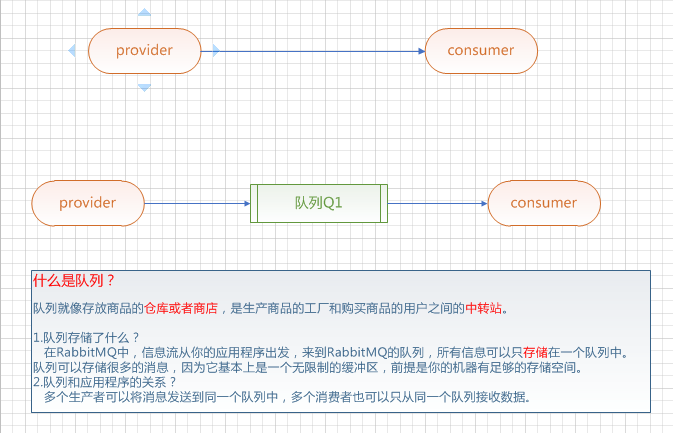 provider
consumer
provider
队列Q1
consumer
什么是队列？
队列就像存放商品的仓库或者商店，是生产商品的工厂和购买商品的用户之间的中转站。
1.队列存储了什么？
在RabbitMQ中，信息流从你的应用程序出发，来到RabbitMQ的队列，所有信息可以只存储在一个队列中。
队列可以存储很多的消息，因为它基本上是一个无限制的缓冲区，前提是你的机器有足够的存储空间。
2.队列和应用程序的关系？
多个生产者可以将消息发送到同一个队列中，多个消费者也可以只从同一个队列接收数据。